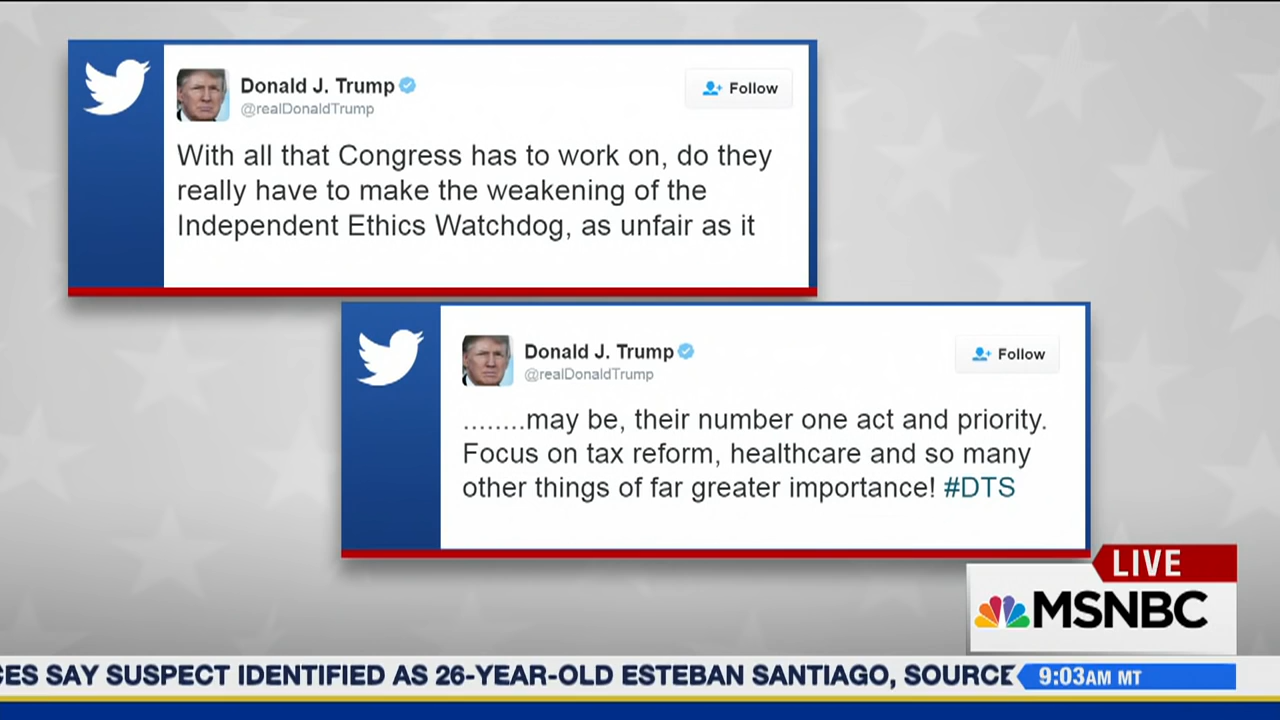 Donald J. Trump
@realDonaldTrump
Follow
With all that Congress has to work on, do they
really have to make the weakening of the
Independent Ethics Watchdog, as unfair as it
Donald J. Trump
@realDonaldTrump
Follow
........may be, their number one act and priority.
Focus on tax reform, healthcare and so many
other things of far greater importance! #DTS
LIVE
MSNBC
CES SAY SUSPECT IDENTIFIED AS 26-YEAR-OLD ESTEBAN SANTIAGO, SOURCE
9:03AM MT